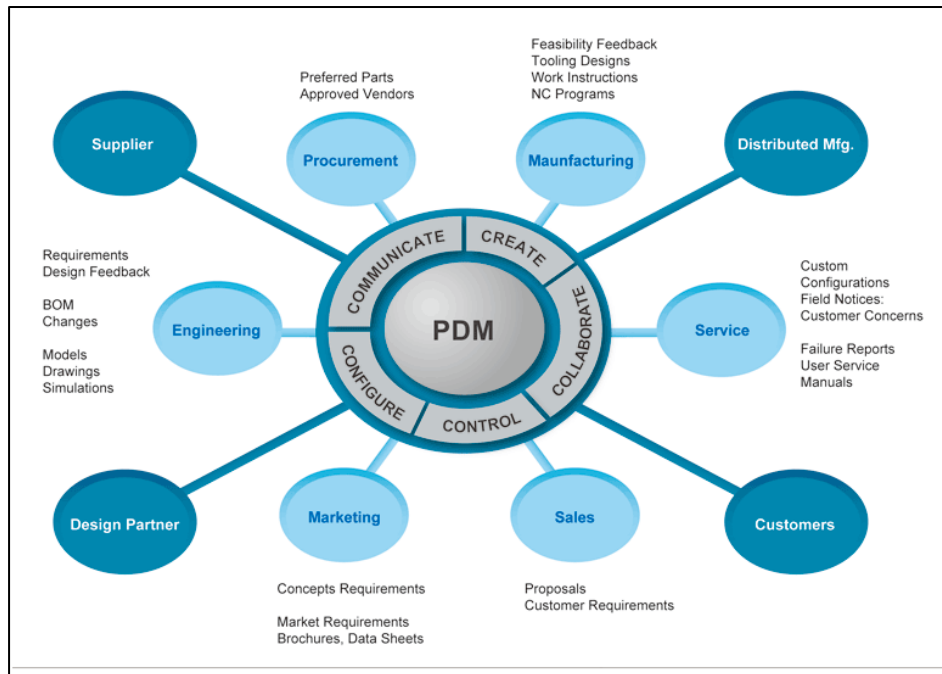 Feasibility Feedback
Tooling Designs
Work Instructions
NC Programs
Preferred Parts
Approved Vendors
Supplier
Procurement
Maunfacturing
Distributed Mfg.
COMMUNICATE
CREATE
COLLABORATE
CONTROL
CONFIGURE
PDM
Requirements
Design Feedback
BOM
Changes
Models
Drawings
Simulations
Engineering
Service
Custom
Configurations
Field Notices:
Customer Concerns
Failure Reports
User Service
Manuals
Design Partner
Marketing
Sales
Customers
Concepts Requirements
Market Requirements
Brochures, Data Sheets
Proposals
Customer Requirements